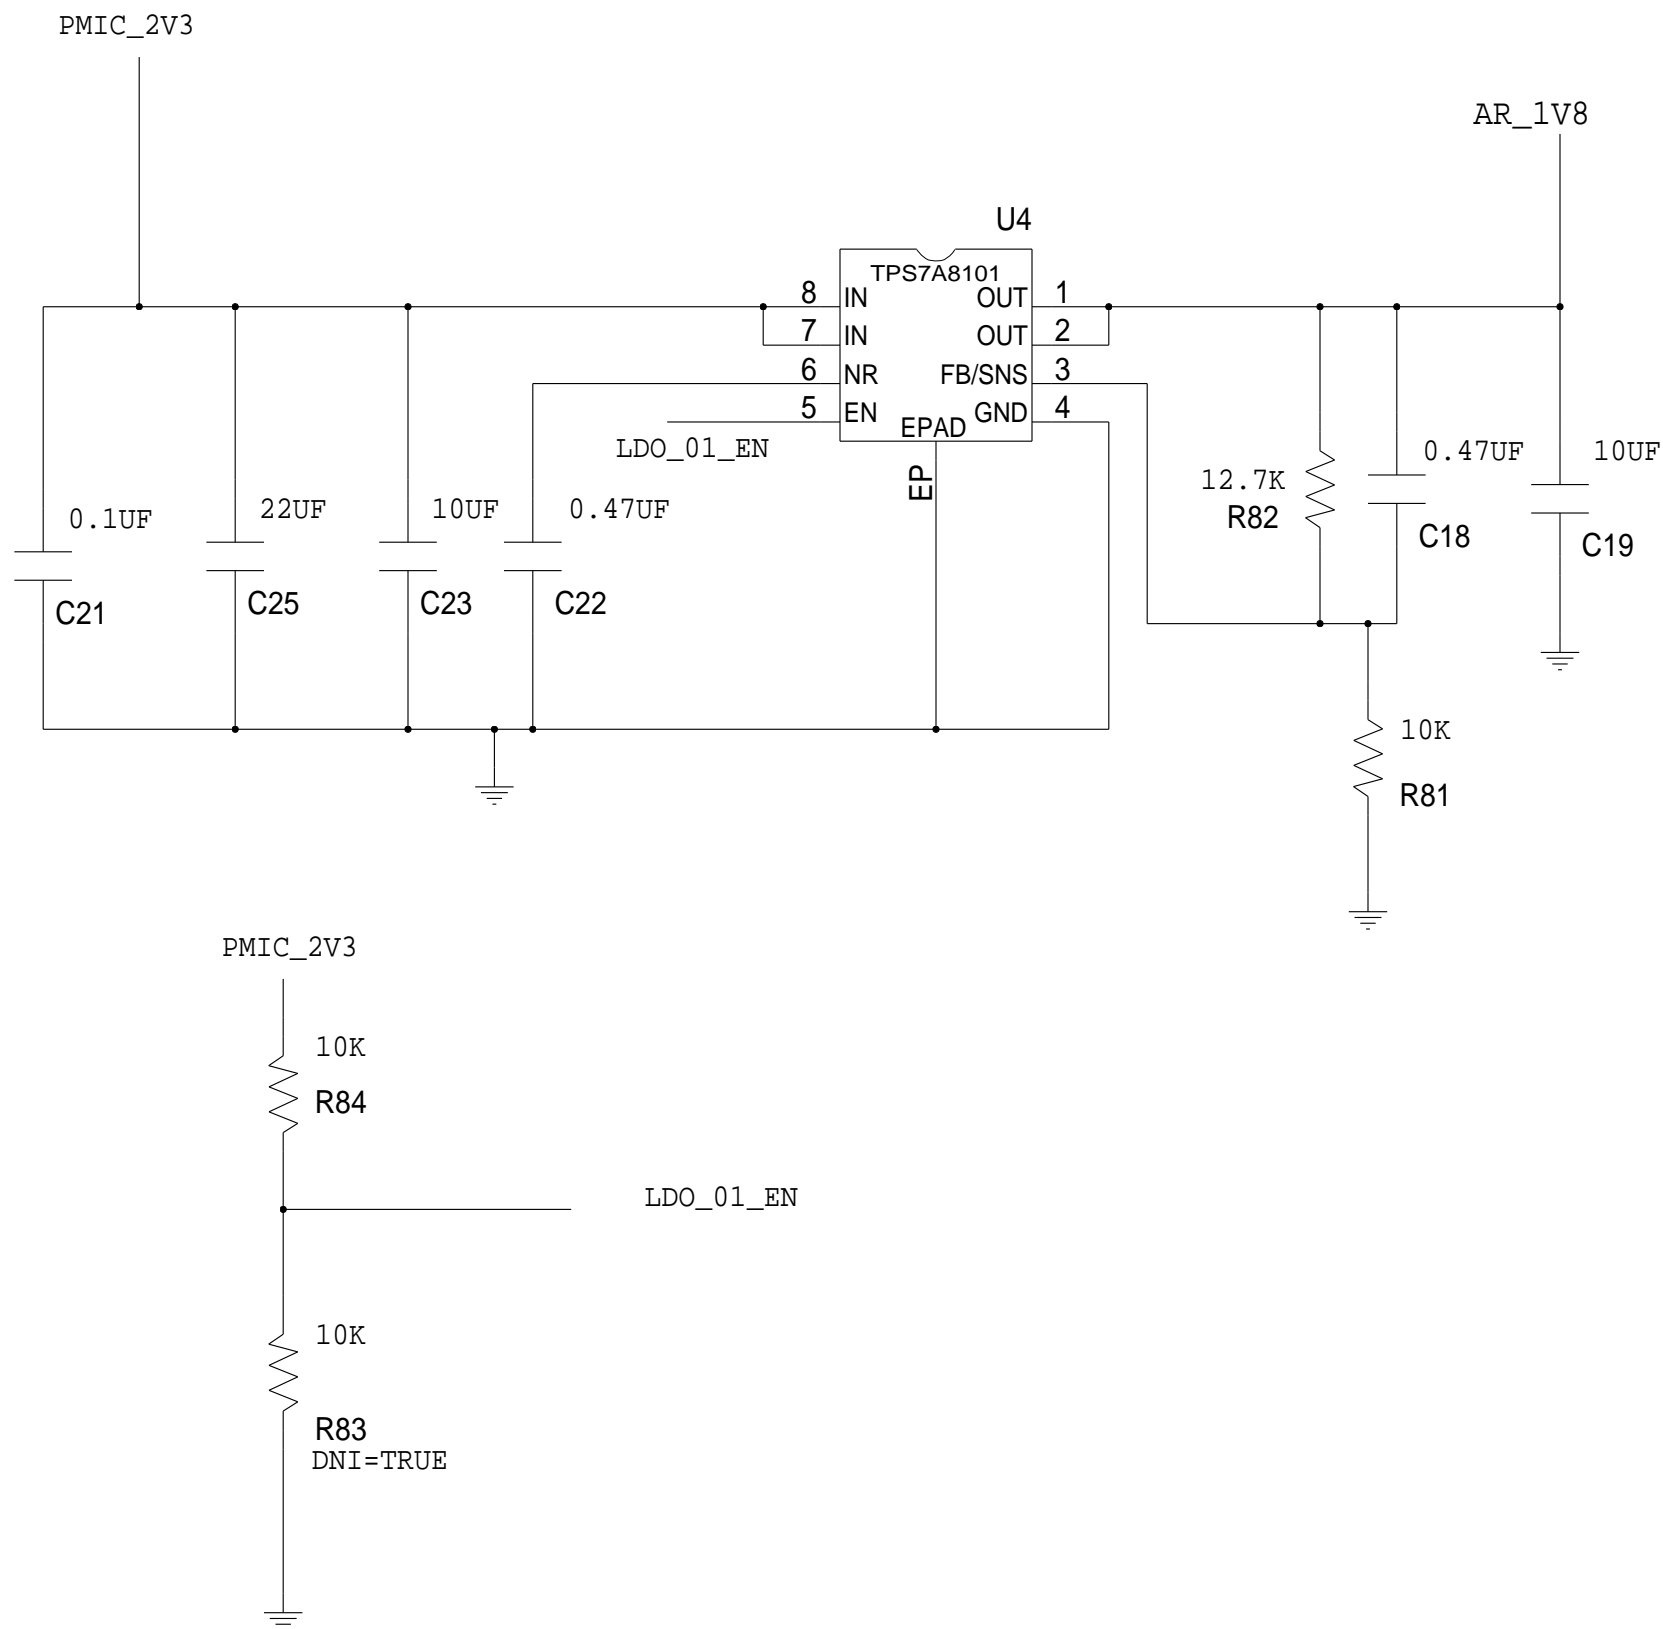 PMIC_2V3
AR_1V8
U4
TPS7A8101
8 IN OUT 1
7 IN OUT 2
6 NR FB/SNS 3
5 EN GND 4
EPAD
LDO_01_EN
EP
0.1UF
C21
22UF
C25
10UF
C23
0.47UF
C22
12.7K
R82
0.47UF
C18
10UF
C19
10K
R81
PMIC_2V3
10K
R84
LDO_01_EN
10K
R83
DNI=TRUE